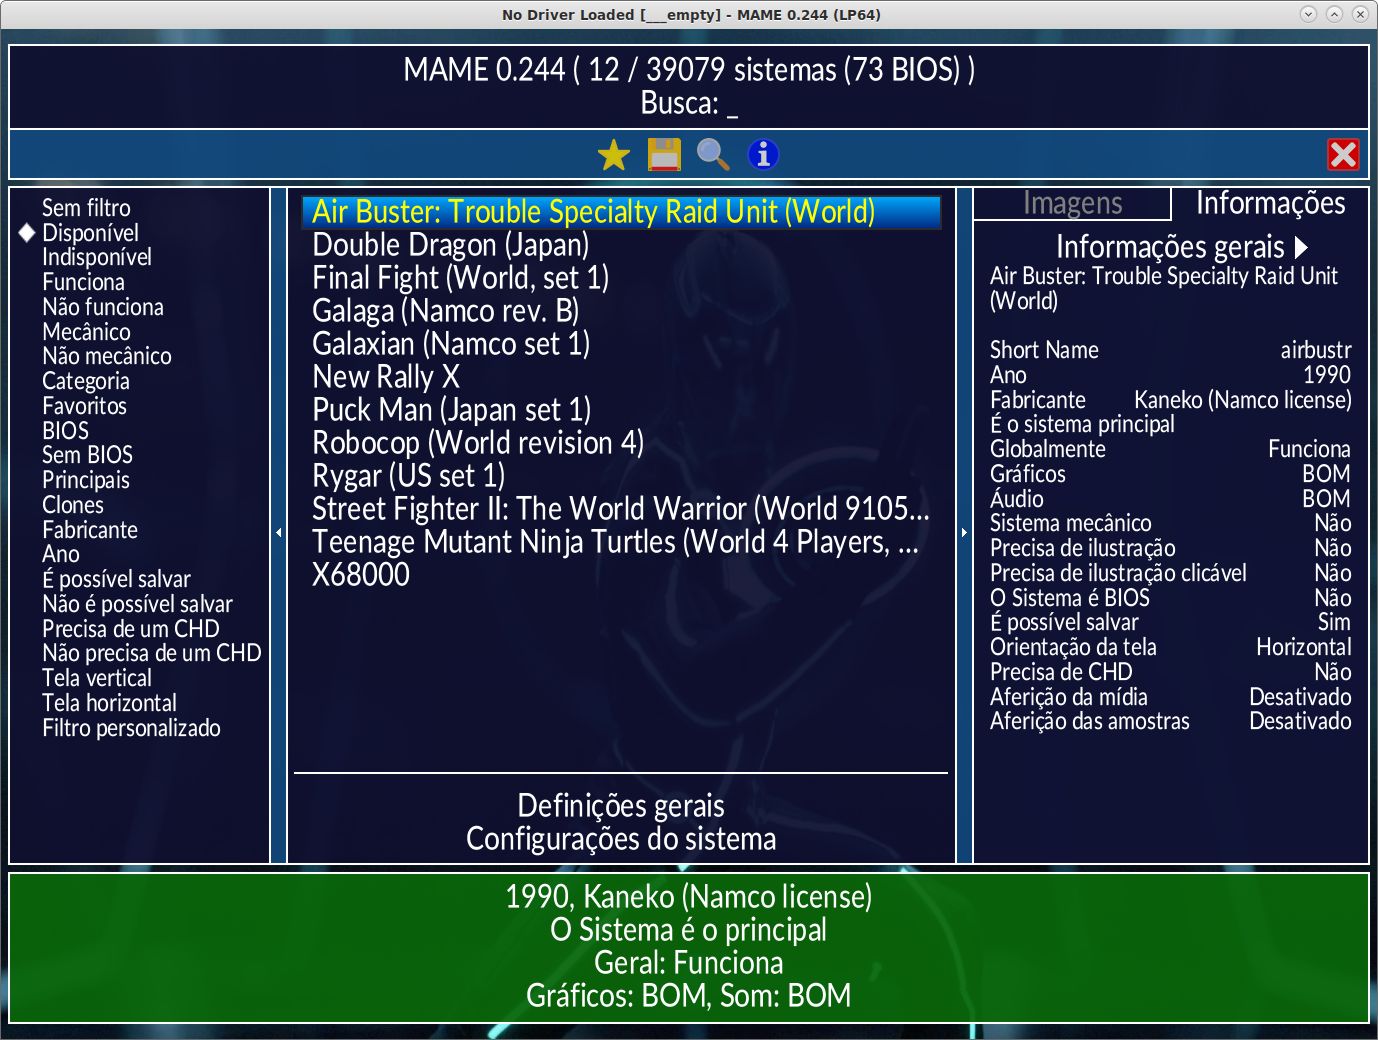 No Driver Loaded [___empty] - MAME 0.244 (LP64)
MAME 0.244 ( 12 / 39079 sistemas (73 BIOS) )
Busca: _
Sem filtro
Disponível
Indisponível
Funciona
Não funciona
Mecânico
Não mecânico
Categoria
Favoritos
BIOS
Sem BIOS
Principais
Clones
Fabricante
Ano
É possível salvar
Não é possível salvar
Precisa de um CHD
Não precisa de um CHD
Tela vertical
Tela horizontal
Filtro personalizado
Air Buster: Trouble Specialty Raid Unit (World)
Double Dragon (Japan)
Final Fight (World, set 1)
Galaga (Namco rev. B)
Galaxian (Namco set 1)
New Rally X
Puck Man (Japan set 1)
Robocop (World revision 4)
Rygar (US set 1)
Street Fighter II: The World Warrior (World 9105...
Teenage Mutant Ninja Turtles (World 4 Players, ...
X68000
Definições gerais
Configurações do sistema
Imagens Informações
Informações gerais
Air Buster: Trouble Specialty Raid Unit
(World)
Short Name airbustr
Ano 1990
Fabricante Kaneko (Namco license)
É o sistema principal
Globalmente Funciona
Gráficos BOM
Áudio BOM
Sistema mecânico Não
Precisa de ilustração Não
Precisa de ilustração clicável Não
O Sistema é BIOS Não
É possível salvar Sim
Orientação da tela Horizontal
Precisa de CHD Não
Aferição da mídia Desativado
Aferição das amostras Desativado
1990, Kaneko (Namco license)
O Sistema é o principal
Geral: Funciona
Gráficos: BOM, Som: BOM